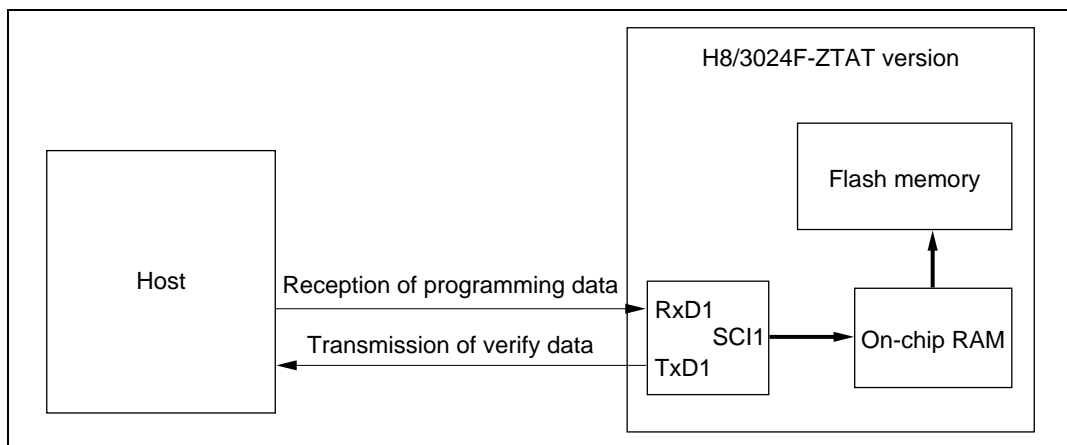 H8/3024F-ZTAT version
Flash memory
Host
Reception of programming data
RxD1
SCI1
On-chip RAM
Transmission of verify data
TxD1